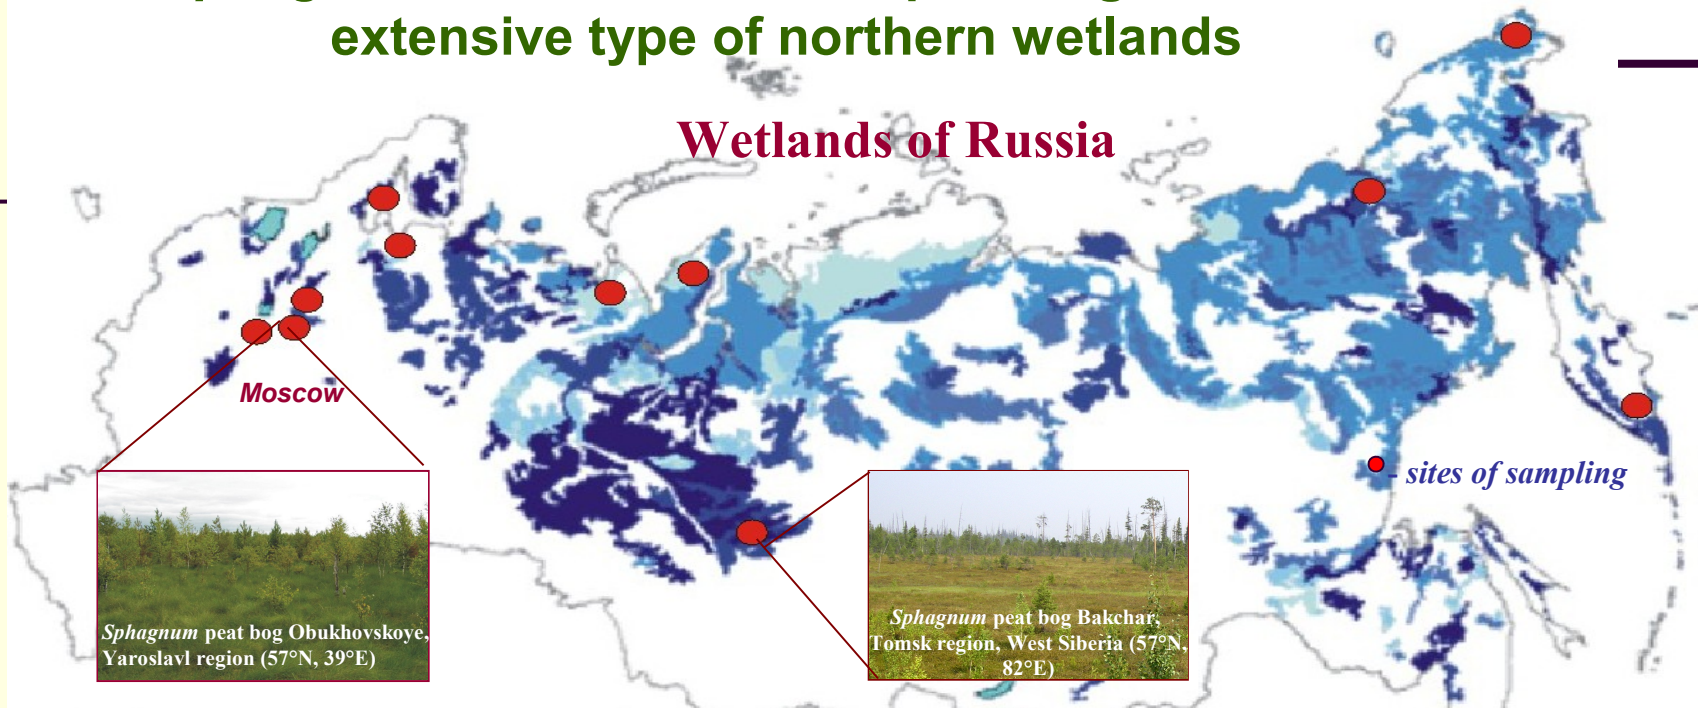 extensive type of northern wetlands
Wetlands of Russia
Moscow
- sites of sampling
Sphagnum peat bog Obukhovskoye,
Yaroslavl region (57°N, 39°E)
Sphagnum peat bog Bakchar,
Tomsk region, West Siberia (57°N,
82°E)